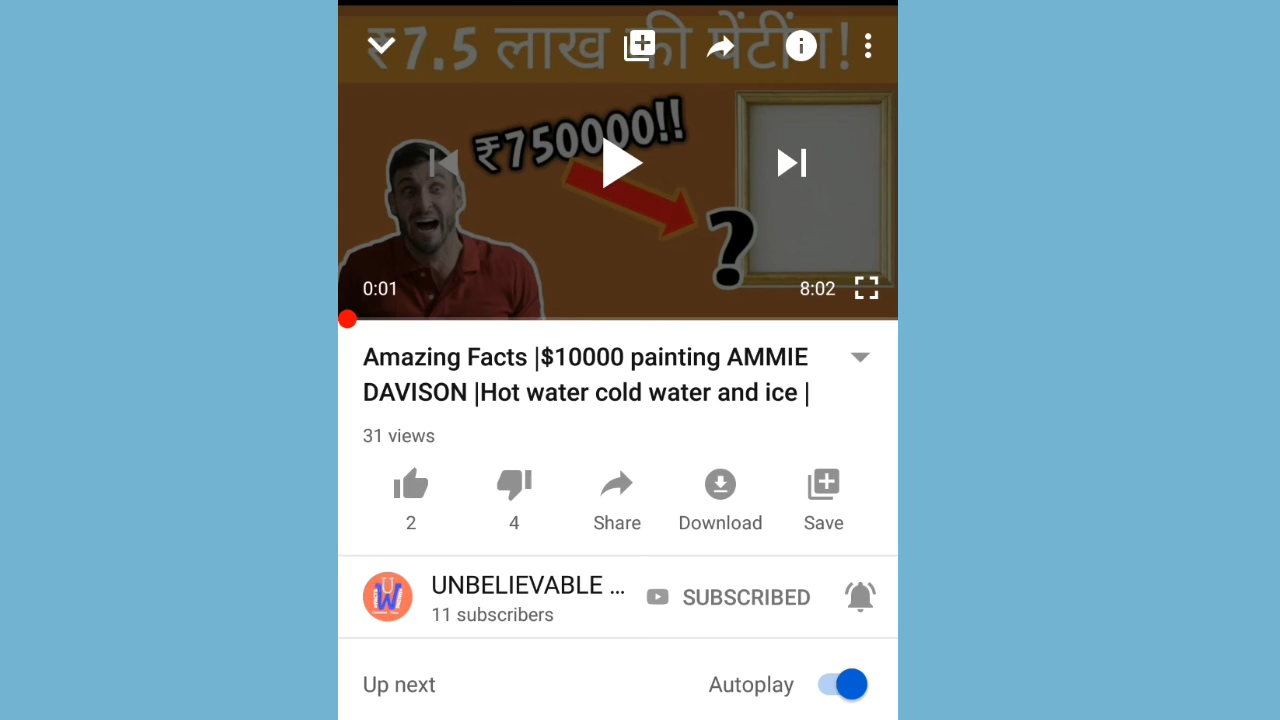 ₹7.5 लाख की पेंटींग!
₹750000!!
?
0:01
8:02
Amazing Facts |$10000 painting AMMIE
DAVISON |Hot water cold water and ice |
31 views
2
4
Share
Download
Save
UNBELIEVABLE ...
SUBSCRIBED
11 subscribers
Up next
Autoplay